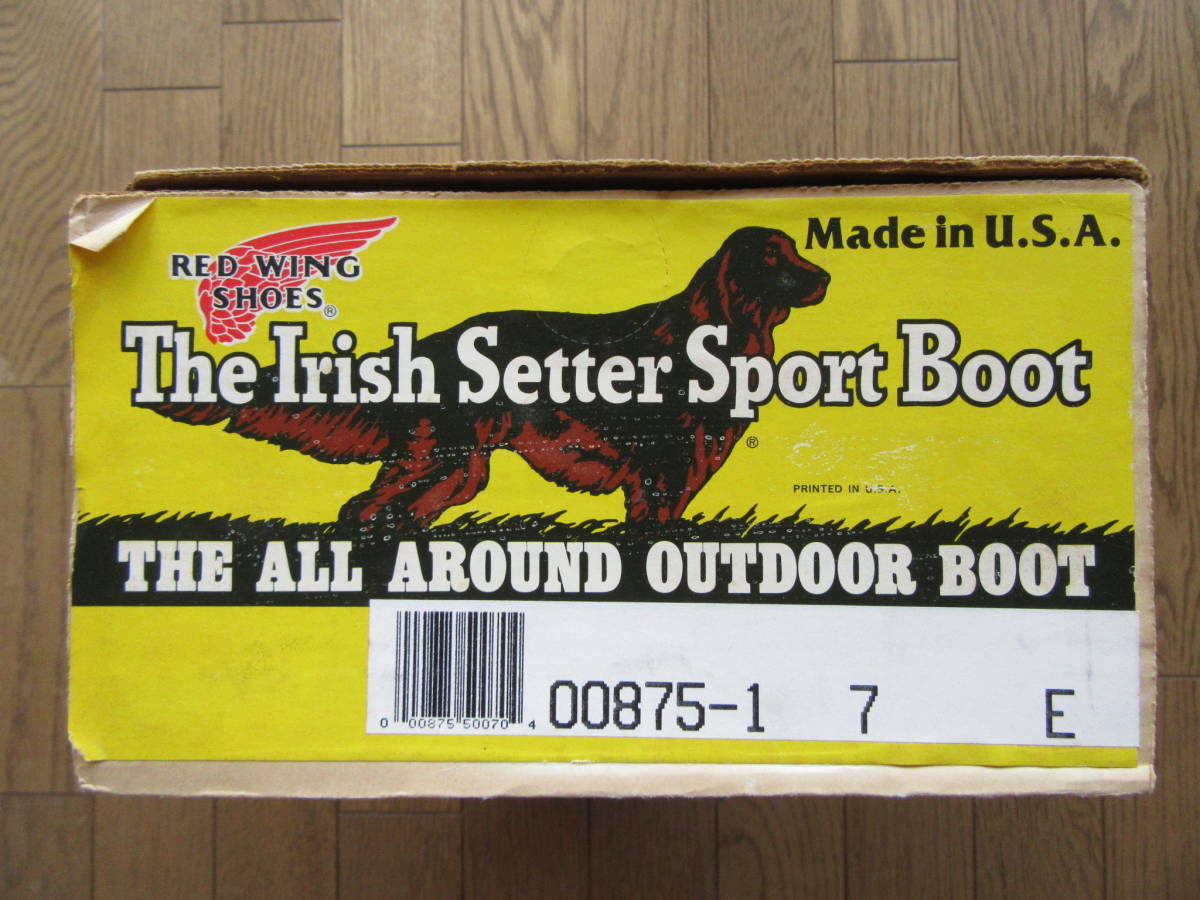 RED WING
SHOES®
Made in U.S.A.
The Irish Setter Sport Boot
®
PRINTED IN U.S.A.
THE ALL AROUND OUTDOOR BOOT
0 00875 50070 4
00875-1 7 E